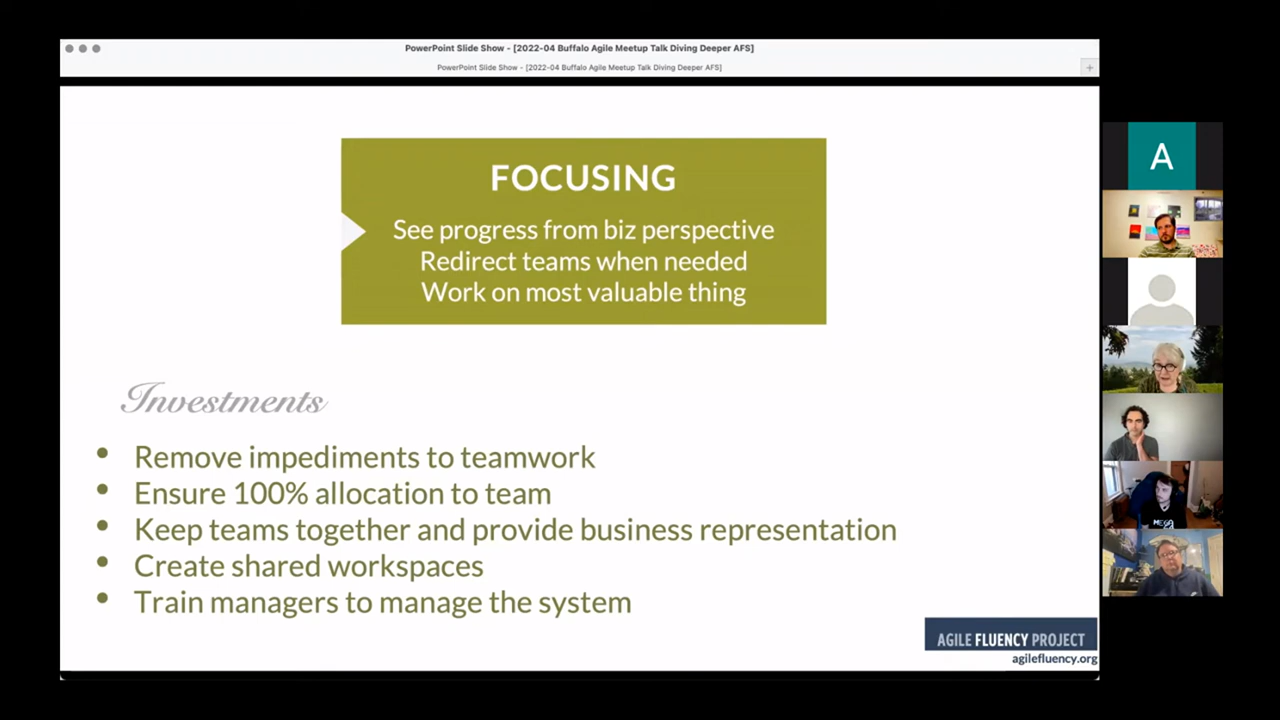 PowerPoint Slide Show - [2022-04 Buffalo Agile Meetup Talk Diving Deeper AFS]
PowerPoint Slide Show - [2022-04 Buffalo Agile Meetup Talk Diving Deeper AFS]
FOCUSING
See progress from biz perspective
Redirect teams when needed
Work on most valuable thing
Investments
• Remove impediments to teamwork
• Ensure 100% allocation to team
• Keep teams together and provide business representation
• Create shared workspaces
• Train managers to manage the system
AGILE FLUENCY PROJECT
agilefluency.org
A
MEGA